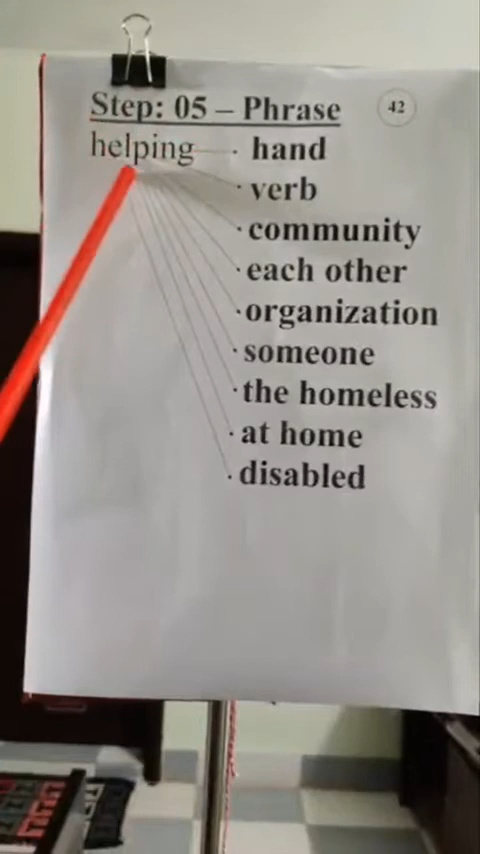 Step: 05 – Phrase 42
helping · hand
· verb
· community
· each other
· organization
· someone
· the homeless
· at home
· disabled